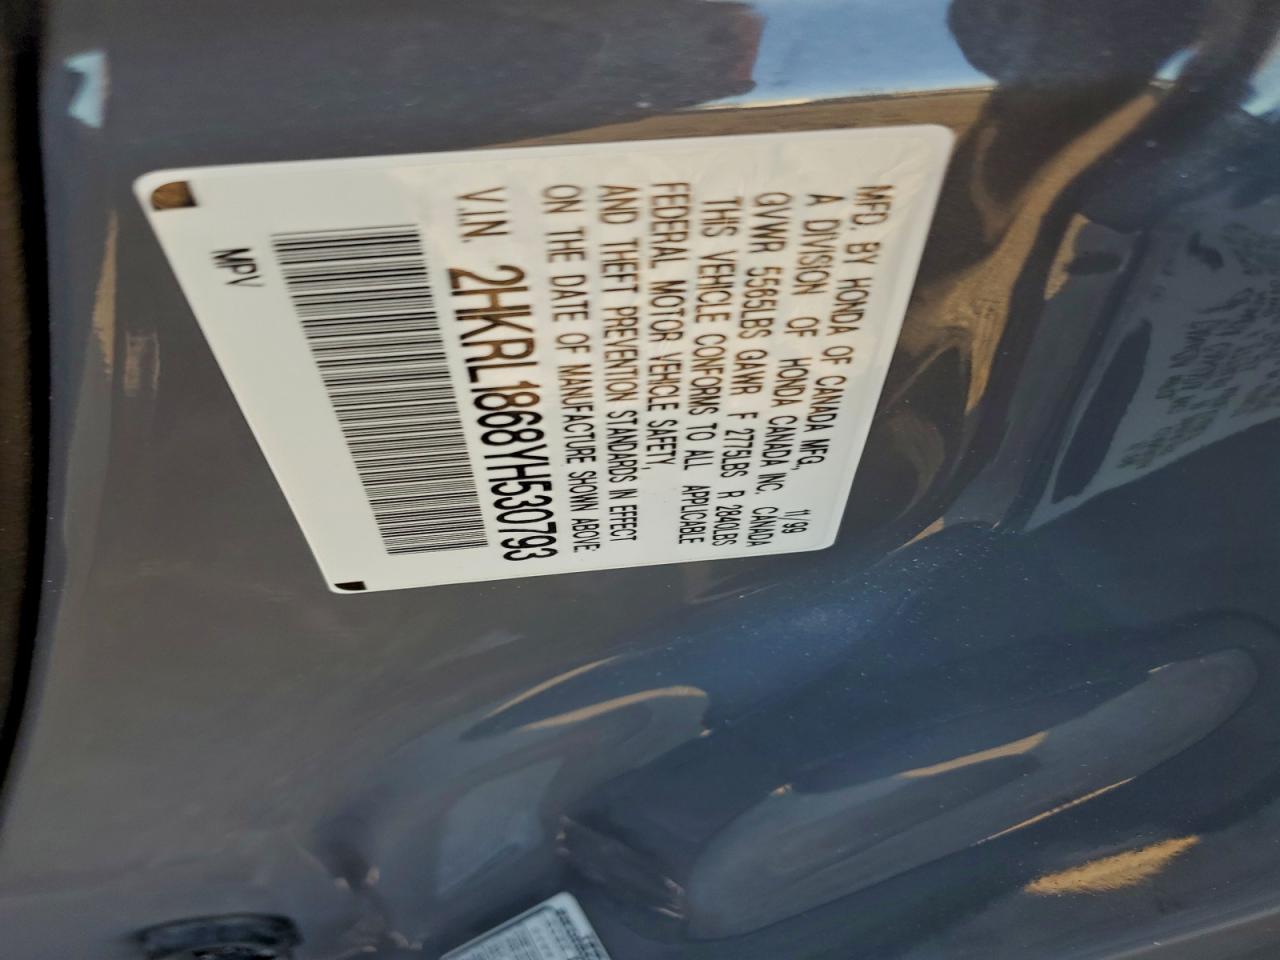 MFD. BY HONDA OF CANADA MFG., 11/99
A DIVISION OF HONDA CANADA INC. CANADA
GVWR 5565LBS GAWR F 2775LBS R 2840LBS
THIS VEHICLE CONFORMS TO ALL APPLICABLE
FEDERAL MOTOR VEHICLE SAFETY,
AND THEFT PREVENTION STANDARDS IN EFFECT
ON THE DATE OF MANUFACTURE SHOWN ABOVE.
V.I.N. 2HKRL1868YH530793
MPV